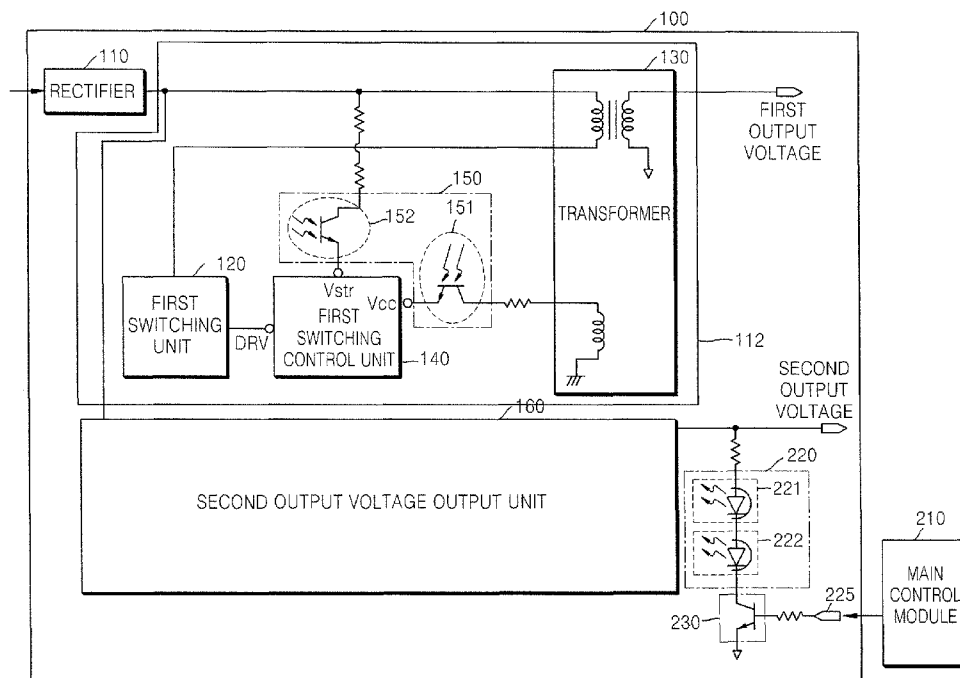 100
110
RECTIFIER
130
FIRST
OUTPUT
VOLTAGE
150
152
151
TRANSFORMER
120
FIRST
SWITCHING
UNIT
DRV
Vstr
Vcc
FIRST
SWITCHING
CONTROL UNIT
140
112
SECOND
OUTPUT
VOLTAGE
160
SECOND OUTPUT VOLTAGE OUTPUT UNIT
220
221
222
210
MAIN
CONTROL
MODULE
225
230